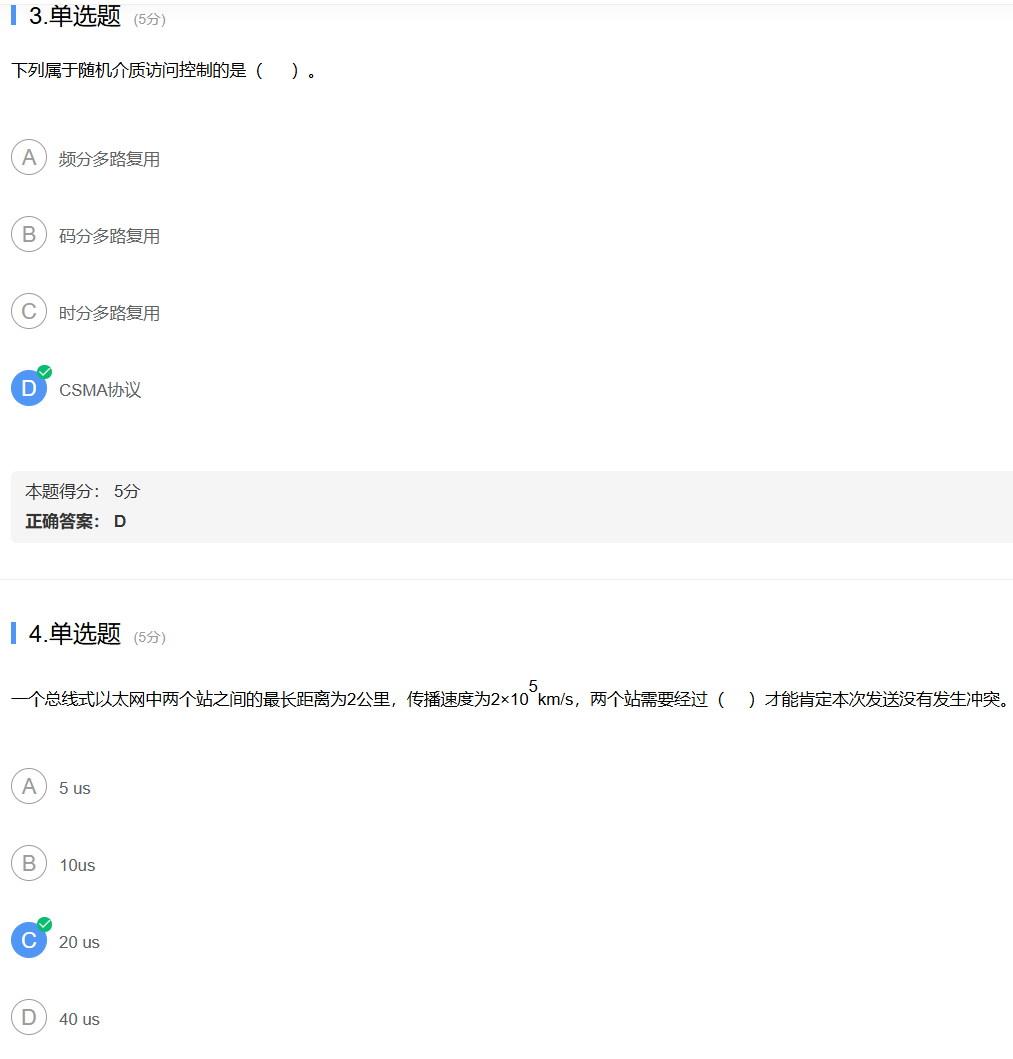 3.单选题 (5分)
下列属于随机介质访问控制的是（ ）。
A 频分多路复用
B 码分多路复用
C 时分多路复用
D CSMA协议
本题得分： 5分
正确答案： D
4.单选题 (5分)
一个总线式以太网中两个站之间的最长距离为2公里，传播速度为2×10⁵km/s，两个站需要经过（ ）才能肯定本次发送没有发生冲突。
A 5 us
B 10us
C 20 us
D 40 us